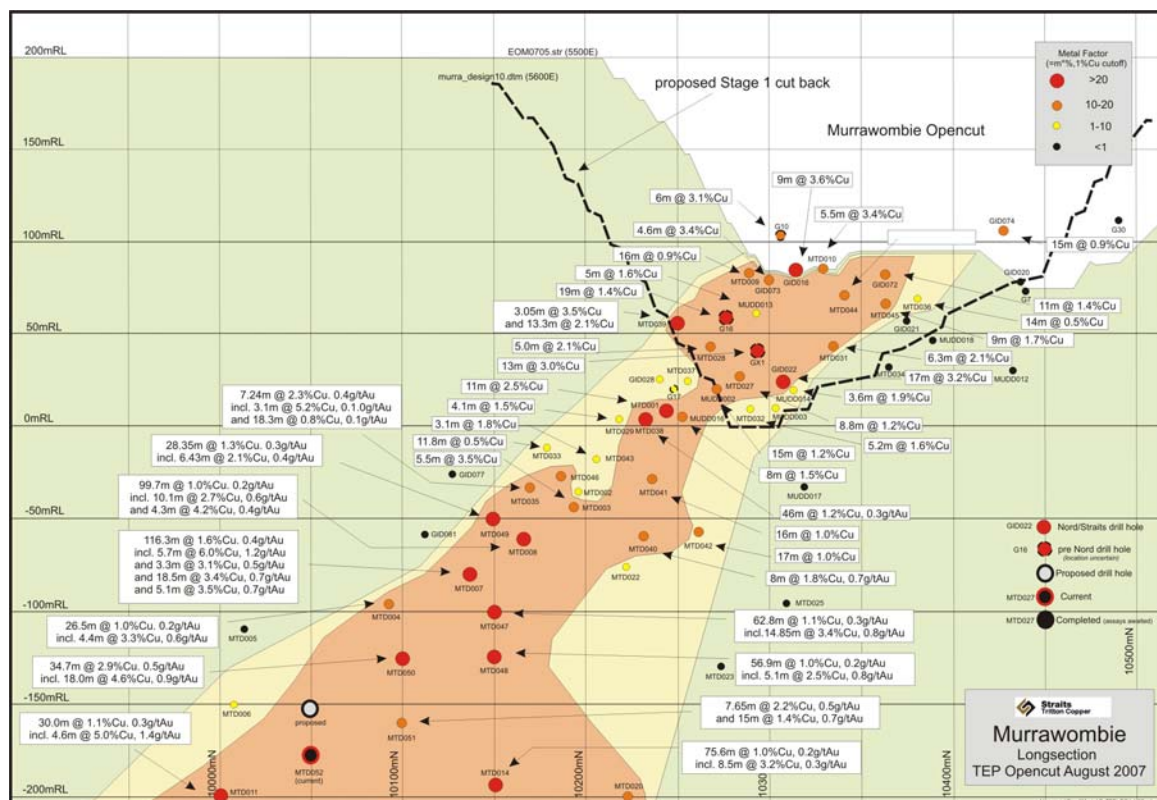 200mRL
EOM0705.str (5500E)
murra_design10.dtm (5600E)
proposed Stage 1 cut back
Murrawombie Opencut
Metal Factor
(=m*%,1%Cu cutoff)
>20
10-20
1-10
<1
150mRL
9m @ 3.6%Cu
6m @ 3.1%Cu
5.5m @ 3.4%Cu
4.6m @ 3.4%Cu
G10
GID074
G30
100mRL
15m @ 0.9%Cu
16m @ 0.9%Cu
MTD010
MTD009
GID073
GID016
GID072
GID020
G7
5m @ 1.6%Cu
19m @ 1.4%Cu
MUDD013
MTD044
MTD045
MTD036
11m @ 1.4%Cu
3.05m @ 3.5%Cu
and 13.3m @ 2.1%Cu
MTD039
G16
GID021
14m @ 0.5%Cu
50mRL
9m @ 1.7%Cu
5.0m @ 2.1%Cu
MTD028
MTD031
MUDD018
6.3m @ 2.1%Cu
13m @ 3.0%Cu
MTD037
GID022
MTD034
MUDD012
17m @ 3.2%Cu
GID028
MTD027
MUDD014
3.6m @ 1.9%Cu
7.24m @ 2.3%Cu. 0.4g/tAu
incl. 3.1m @ 5.2%Cu, 0.1.0g/tAu
and 18.3m @ 0.8%Cu, 0.1g/tAu
11m @ 2.5%Cu
G17
MUDD002
4.1m @ 1.5%Cu
MTD001
0mRL
MTD029
MTD038
MUDD016
MTD032
MUDD003
8.8m @ 1.2%Cu
3.1m @ 1.8%Cu
28.35m @ 1.3%Cu. 0.3g/tAu
incl. 6.43m @ 2.1%Cu, 0.4g/tAu
11.8m @ 0.5%Cu
5.2m @ 1.6%Cu
5.5m @ 3.5%Cu
MTD033
MTD043
15m @ 1.2%Cu
GID077
8m @ 1.5%Cu
99.7m @ 1.0%Cu. 0.2g/tAu
incl. 10.1m @ 2.7%Cu, 0.6g/tAu
and 4.3m @ 4.2%Cu, 0.4g/tAu
MTD046
MTD035
MTD002
MTD041
MUDD017
MTD003
-50mRL
46m @ 1.2%Cu, 0.3g/tAu
16m @ 1.0%Cu
17m @ 1.0%Cu
8m @ 1.8%Cu, 0.7g/tAu
116.3m @ 1.6%Cu. 0.4g/tAu
incl. 5.7m @ 6.0%Cu, 1.2g/tAu
and 3.3m @ 3.1%Cu, 0.5g/tAu
and 18.5m @ 3.4%Cu, 0.7g/tAu
and 5.1m @ 3.5%Cu, 0.7g/tAu
MTD049
MTD008
MTD040
MTD042
MTD022
MTD007
GID022
Nord/Straits drill hole
G16
pre Nord drill hole
(location uncertain)
Proposed drill hole
MTD027
Current
MTD027
Completed (assays awaited)
-100mRL
MTD004
MTD005
MTD047
MTD025
26.5m @ 1.0%Cu. 0.2g/tAu
incl. 4.4m @ 3.3%Cu, 0.6g/tAu
62.8m @ 1.1%Cu, 0.3g/tAu
incl.14.85m @ 3.4%Cu, 0.8g/tAu
34.7m @ 2.9%Cu. 0.5g/tAu
incl. 18.0m @ 4.6%Cu, 0.9g/tAu
MTD050
MTD048
MTD023
56.9m @ 1.0%Cu, 0.2g/tAu
incl. 5.1m @ 2.5%Cu, 0.8g/tAu
-150mRL
MTD006
proposed
MTD051
30.0m @ 1.1%Cu. 0.3g/tAu
incl. 4.6m @ 5.0%Cu, 1.4g/tAu
7.65m @ 2.2%Cu, 0.5g/tAu
and 15m @ 1.4%Cu, 0.7g/tAu
MTDD52
(current)
75.6m @ 1.0%Cu, 0.2g/tAu
incl. 8.5m @ 3.2%Cu, 0.3g/tAu
-200mRL
MTD011
MTD014
10000mN
10100mN
10200mN
1030
10400mN
10500mN
Straits
Tritton Copper
Murrawombie
Longsection
TEP Opencut August 2007